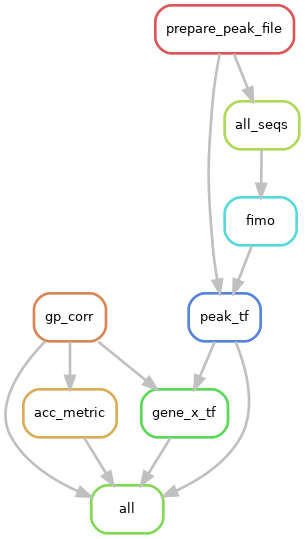 prepare_peak_file
all_seqs
fimo
gp_corr
peak_tf
acc_metric
gene_x_tf
all